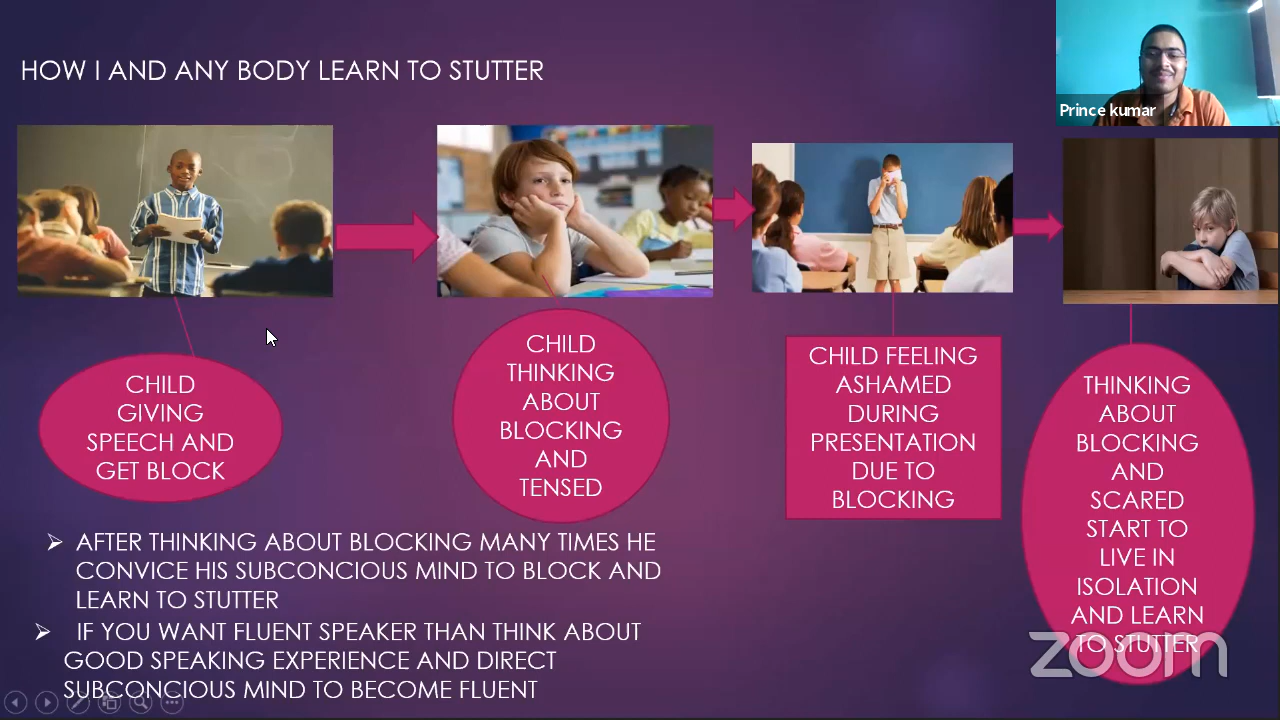 HOW I AND ANY BODY LEARN TO STUTTER
Prince kumar
CHILD
GIVING
SPEECH AND
GET BLOCK
CHILD
THINKING
ABOUT
BLOCKING
AND
TENSED
CHILD FEELING
ASHAMED
DURING
PRESENTATION
DUE TO
BLOCKING
THINKING
ABOUT
BLOCKING
AND
SCARED
START TO
LIVE IN
ISOLATION
AND LEARN
TO STUTTER
AFTER THINKING ABOUT BLOCKING MANY TIMES HE
CONVICE HIS SUBCONCIOUS MIND TO BLOCK AND
LEARN TO STUTTER
IF YOU WANT FLUENT SPEAKER THAN THINK ABOUT
GOOD SPEAKING EXPERIENCE AND DIRECT
SUBCONCIOUS MIND TO BECOME FLUENT
zoom